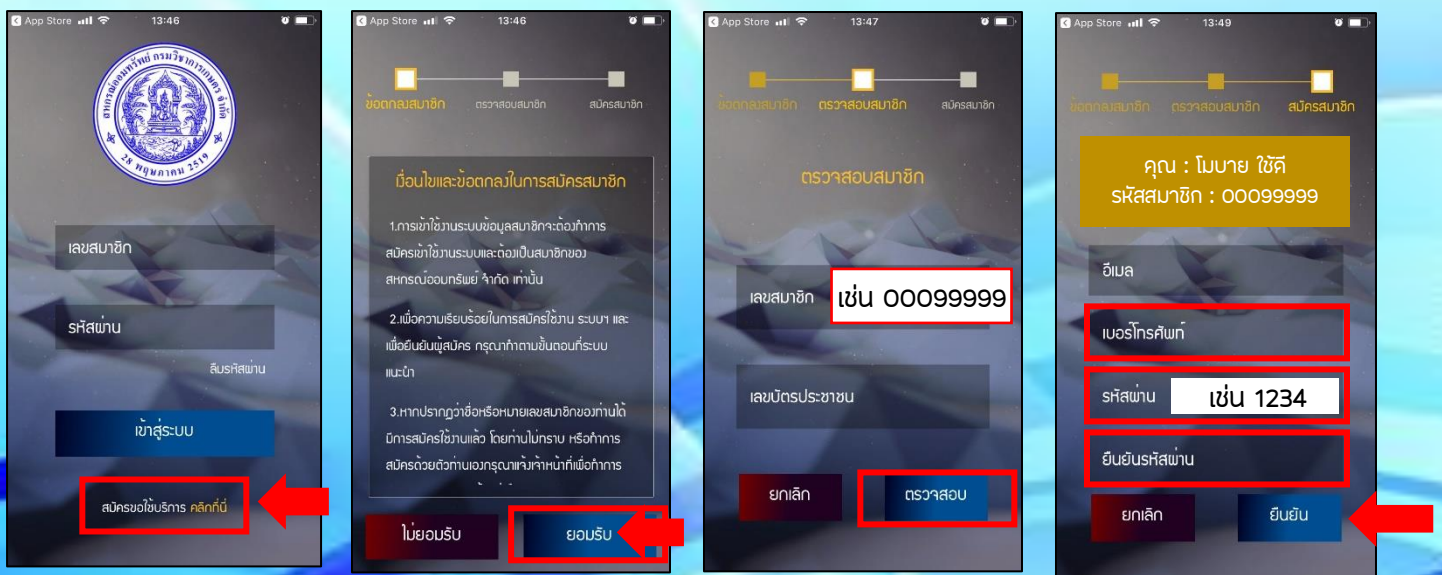 App Store 13:46
สหกรณ์ออมทรัพย์ กรมวิชาการเกษตร จำกัด
28 พฤษภาคม 2519
เลขสมาชิก
รหัสผ่าน
ลืมรหัสผ่าน
เข้าสู่ระบบ
สมัครขอใช้บริการ คลิกที่นี่
App Store 13:46
ข้อตกลงสมาชิก ตรวจสอบสมาชิก สมัครสมาชิก
เงื่อนไขและข้อตกลงในการสมัครสมาชิก
1.การเข้าใช้งานระบบข้อมูลสมาชิกจะต้องทำการ
สมัครเข้าใช้งานระบบและต้องเป็นสมาชิกของ
สหกรณ์ออมทรัพย์ จำกัด เท่านั้น
2.เพื่อความเรียบร้อยในการสมัครใช้งาน ระบบฯ และ
เพื่อยืนยันผู้สมัคร กรุณาทำตามขั้นตอนที่ระบบ
แนะนำ
3.หากปรากฏว่าชื่อหรือหมายเลขสมาชิกของท่านได้
มีการสมัครใช้งานแล้ว โดยท่านไม่ทราบ หรือทำการ
สมัครด้วยตัวท่านเองกรุณาแจ้งเจ้าหน้าที่เพื่อทำการ
ไม่ยอมรับ ยอมรับ
App Store 13:47
ข้อตกลงสมาชิก ตรวจสอบสมาชิก สมัครสมาชิก
ตรวจสอบสมาชิก
เลขสมาชิก เช่น 00099999
เลขบัตรประชาชน
ยกเลิก ตรวจสอบ
App Store 13:49
ข้อตกลงสมาชิก ตรวจสอบสมาชิก สมัครสมาชิก
คุณ : โมบาย ใช้ดี
รหัสสมาชิก : 00099999
อีเมล
เบอร์โทรศัพท์
รหัสผ่าน เช่น 1234
ยืนยันรหัสผ่าน
ยกเลิก ยืนยัน